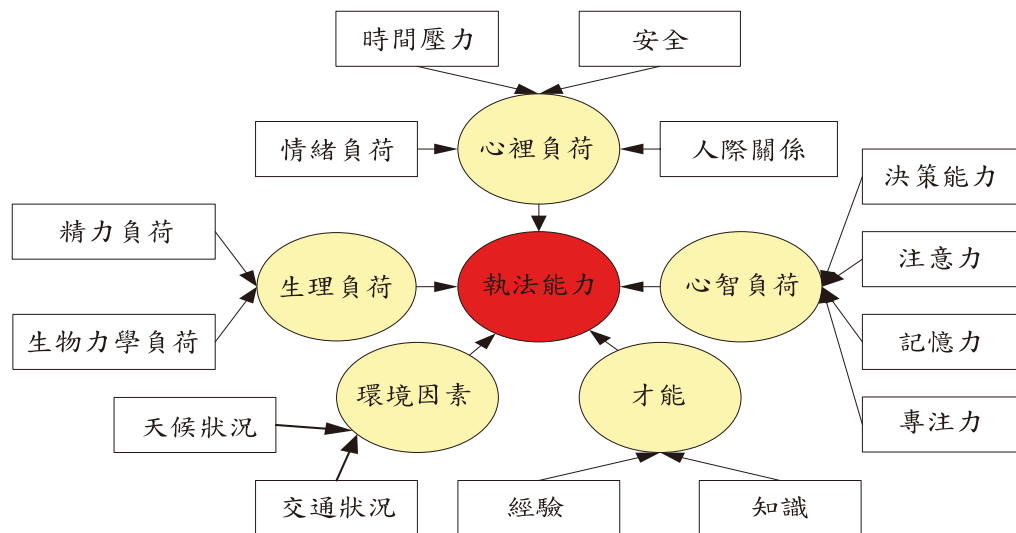 時間壓力
安全
情緒負荷
心裡負荷
人際關係
決策能力
精力負荷
注意力
生理負荷
執法能力
心智負荷
生物力學負荷
記憶力
環境因素
才能
天候狀況
專注力
交通狀況
經驗
知識